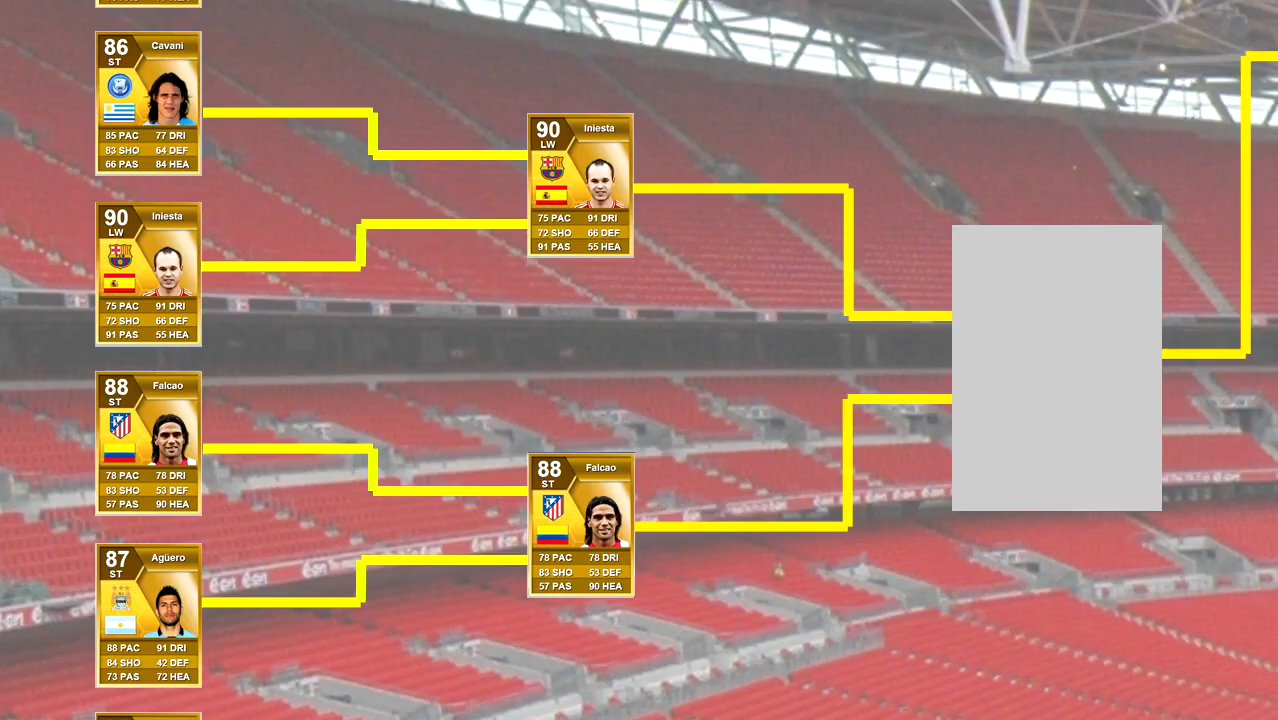 86
ST
Cavani
85 PAC 77 DRI
83 SHO 64 DEF
66 PAS 84 HEA
90
LW
Iniesta
75 PAC 91 DRI
72 SHO 66 DEF
91 PAS 55 HEA
88
ST
Falcao
78 PAC 78 DRI
83 SHO 53 DEF
57 PAS 90 HEA
87
ST
Agüero
88 PAC 91 DRI
84 SHO 42 DEF
73 PAS 72 HEA
90
LW
Iniesta
75 PAC 91 DRI
72 SHO 66 DEF
91 PAS 55 HEA
88
ST
Falcao
78 PAC 78 DRI
83 SHO 53 DEF
57 PAS 90 HEA